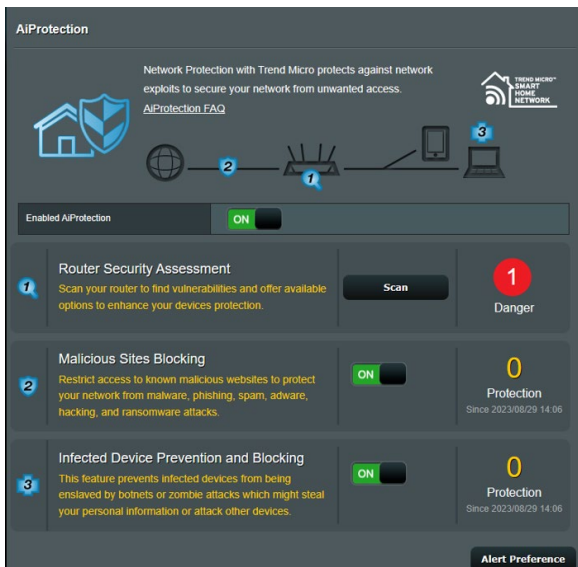 AiProtection
Network Protection with Trend Micro protects against network
exploits to secure your network from unwanted access.
AiProtection FAQ
TREND MICRO™
SMART
HOME
NETWORK
3
2
1
Enabled AiProtection
ON
1
Router Security Assessment
Scan your router to find vulnerabilities and offer available
options to enhance your devices protection.
Scan
1
Danger
2
Malicious Sites Blocking
Restrict access to known malicious websites to protect
your network from malware, phishing, spam, adware,
hacking, and ransomware attacks.
ON
0
Protection
Since 2023/08/29 14:06
3
Infected Device Prevention and Blocking
This feature prevents infected devices from being
enslaved by botnets or zombie attacks which might steal
your personal information or attack other devices.
ON
0
Protection
Since 2023/08/29 14:06
Alert Preference